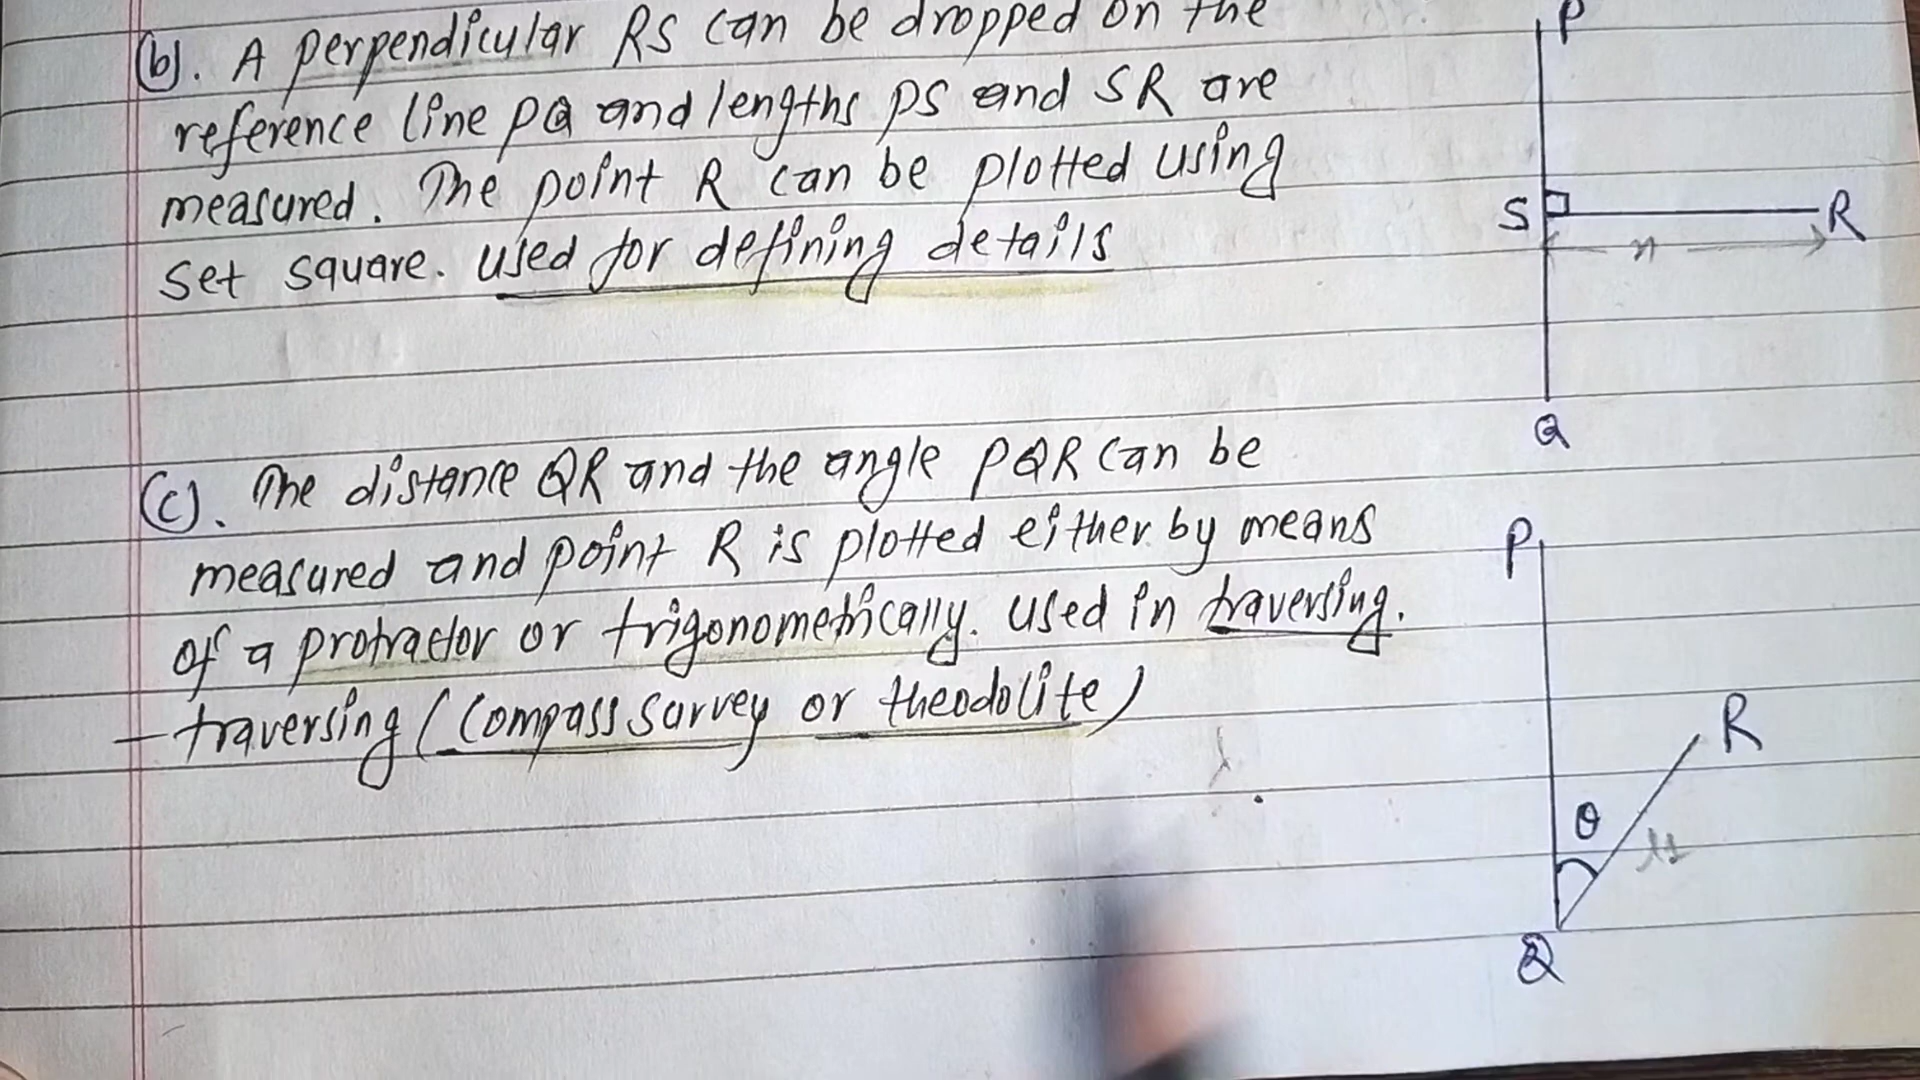 (b). A perpendicular RS can be dropped on the
reference line PQ and lengths PS and SR are
measured. The point R can be plotted using
set square. used for defining details
P
S
R
x
Q
(c). The distance QR and the angle PQR can be
measured and point R is plotted either by means
of a protractor or trigonometrically. used in traversing.
- traversing (compass survey or theodolite)
P
R
θ
Q